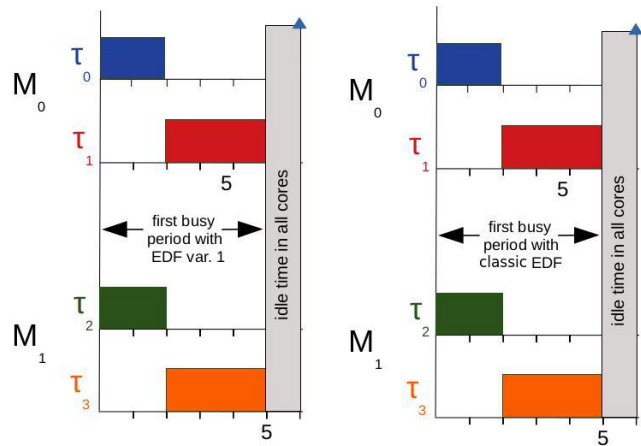 τ0
M0
τ1
5
first busy
period with
EDF var. 1
idle time in all cores
τ2
M1
τ3
5
τ0
M0
τ1
5
first busy
period with
classic EDF
idle time in all cores
τ2
M1
τ3
5